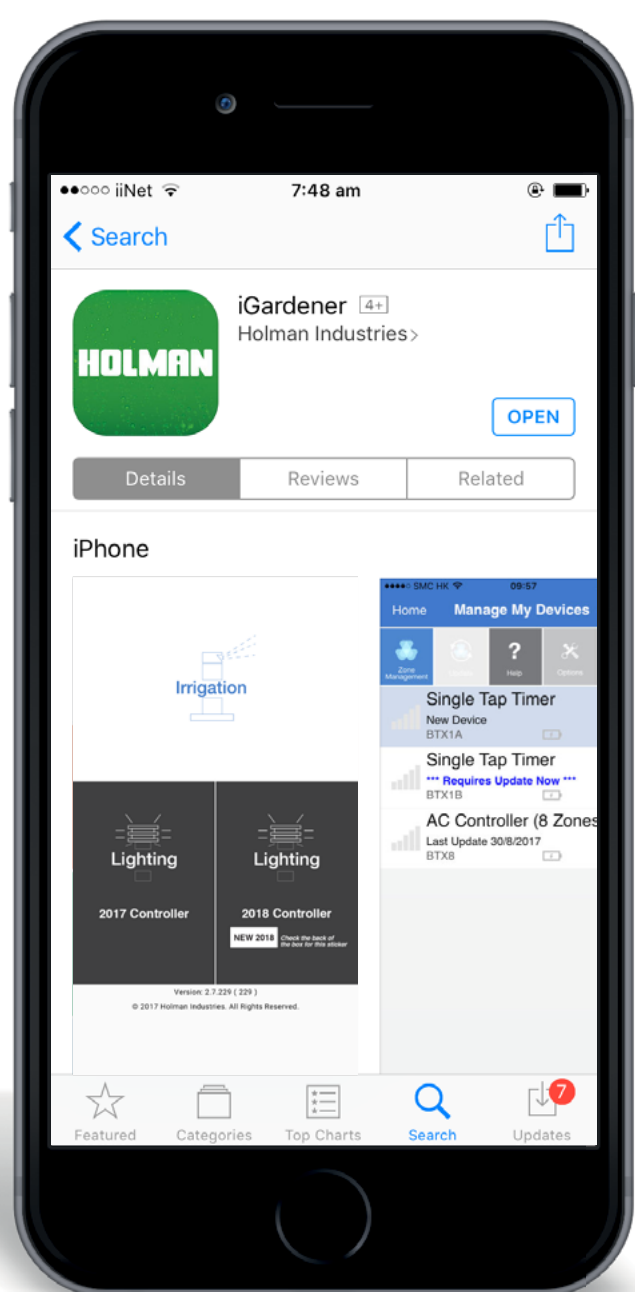 iiNet
7:48 am
Search
HOLMAN
iGardener 4+
Holman Industries
OPEN
Details
Reviews
Related
iPhone
Irrigation
Lighting
2017 Controller
Lighting
2018 Controller
NEW 2018
Check the back of
the box for this sticker
Version: 2.7.229 ( 229 )
© 2017 Holman Industries. All Rights Reserved.
SMC HK
09:57
Home
Manage My Devices
Zone
Management
?
Help
Options
Single Tap Timer
New Device
BTX1A
Single Tap Timer
*** Requires Update Now ***
BTX1B
AC Controller (8 Zones
Last Update 30/8/2017
BTX8
Featured
Categories
Top Charts
Search
Updates
7